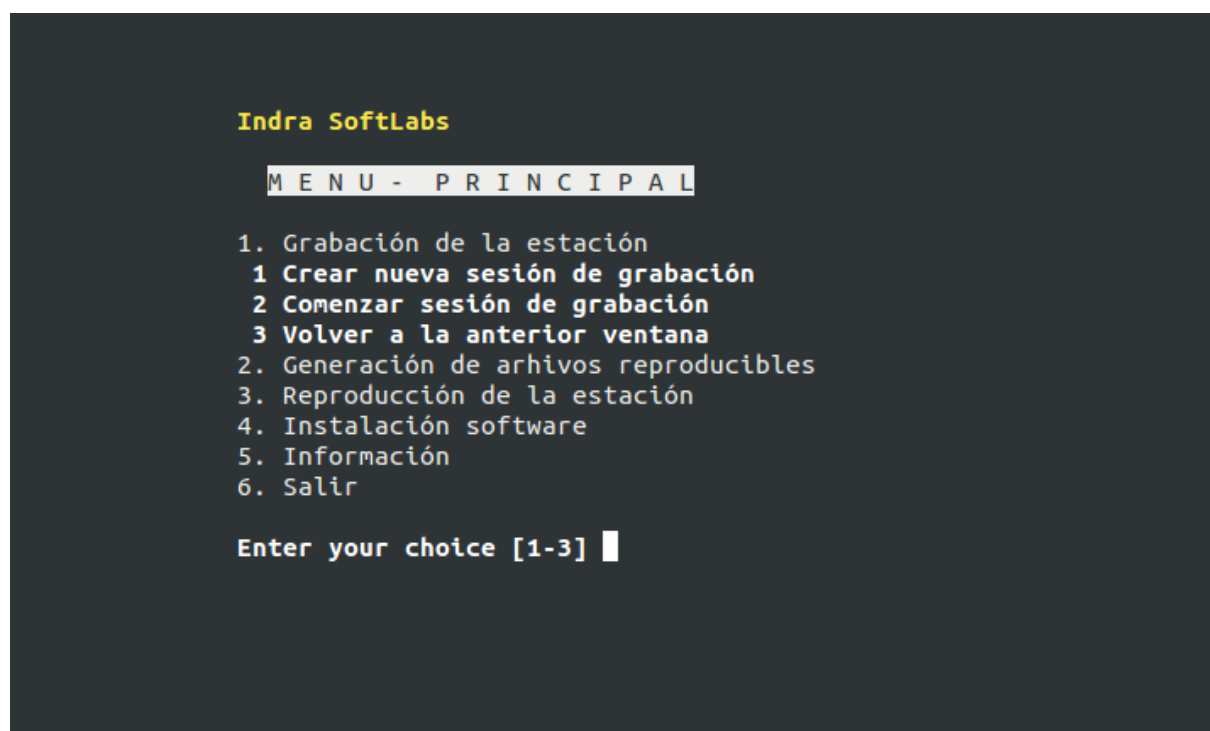 Indra SoftLabs
M E N U - P R I N C I P A L
1. Grabación de la estación
1 Crear nueva sesión de grabación
2 Comenzar sesión de grabación
3 Volver a la anterior ventana
2. Generación de arhivos reproducibles
3. Reproducción de la estación
4. Instalación software
5. Información
6. Salir
Enter your choice [1-3]